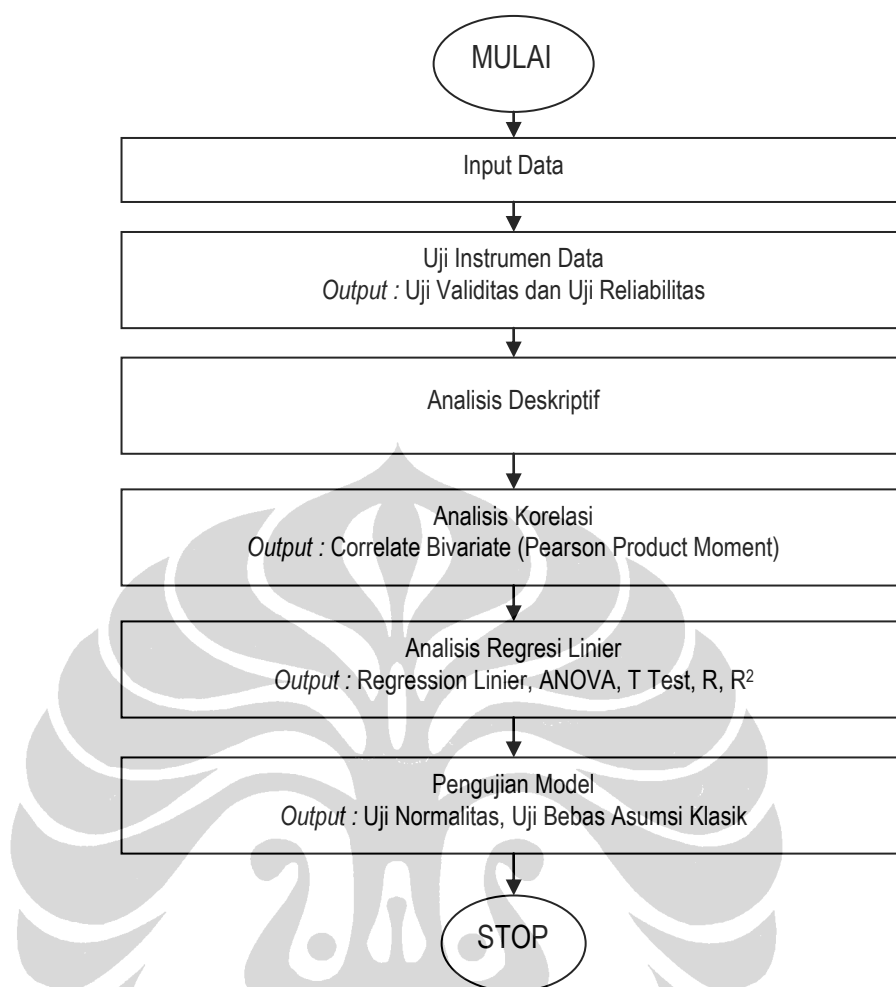 MULAI
Input Data
Uji Instrumen Data
Output : Uji Validitas dan Uji Reliabilitas
Analisis Deskriptif
Analisis Korelasi
Output : Correlate Bivariate (Pearson Product Moment)
Analisis Regresi Linier
Output : Regression Linier, ANOVA, T Test, R, R²
Pengujian Model
Output : Uji Normalitas, Uji Bebas Asumsi Klasik
STOP